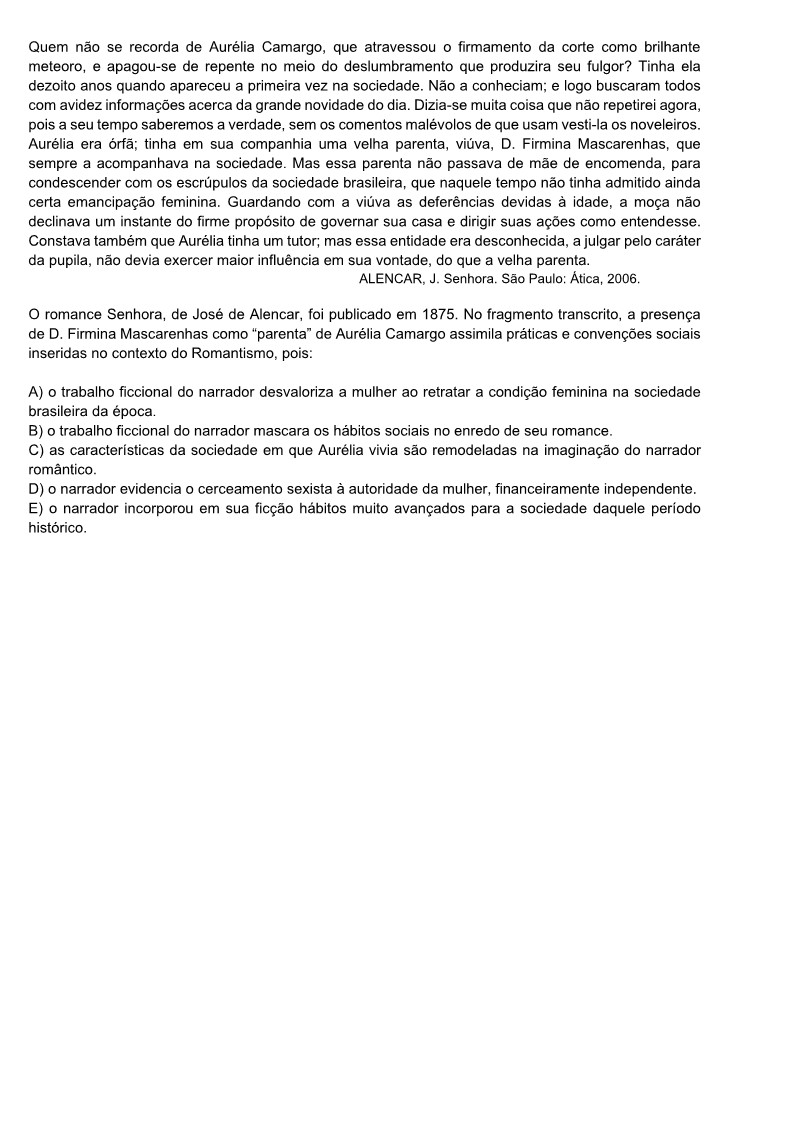 Quem não se recorda de Aurélia Camargo, que atravessou o firmamento da corte como brilhante
meteoro, e apagou-se de repente no meio do deslumbramento que produzira seu fulgor? Tinha ela
dezoito anos quando apareceu a primeira vez na sociedade. Não a conheciam; e logo buscaram todos
com avidez informações acerca da grande novidade do dia. Dizia-se muita coisa que não repetirei agora,
pois a seu tempo saberemos a verdade, sem os comentos malévolos de que usam vesti-la os noveleiros.
Aurélia era órfã; tinha em sua companhia uma velha parenta, viúva, D. Firmina Mascarenhas, que
sempre a acompanhava na sociedade. Mas essa parenta não passava de mãe de encomenda, para
condescender com os escrúpulos da sociedade brasileira, que naquele tempo não tinha admitido ainda
certa emancipação feminina. Guardando com a viúva as deferências devidas à idade, a moça não
declinava um instante do firme propósito de governar sua casa e dirigir suas ações como entendesse.
Constava também que Aurélia tinha um tutor; mas essa entidade era desconhecida, a julgar pelo caráter
da pupila, não devia exercer maior influência em sua vontade, do que a velha parenta.
ALENCAR, J. Senhora. São Paulo: Ática, 2006.
O romance Senhora, de José de Alencar, foi publicado em 1875. No fragmento transcrito, a presença
de D. Firmina Mascarenhas como “parenta” de Aurélia Camargo assimila práticas e convenções sociais
inseridas no contexto do Romantismo, pois:
A) o trabalho ficcional do narrador desvaloriza a mulher ao retratar a condição feminina na sociedade
brasileira da época.
B) o trabalho ficcional do narrador mascara os hábitos sociais no enredo de seu romance.
C) as características da sociedade em que Aurélia vivia são remodeladas na imaginação do narrador
romântico.
D) o narrador evidencia o cerceamento sexista à autoridade da mulher, financeiramente independente.
E) o narrador incorporou em sua ficção hábitos muito avançados para a sociedade daquele período
histórico.